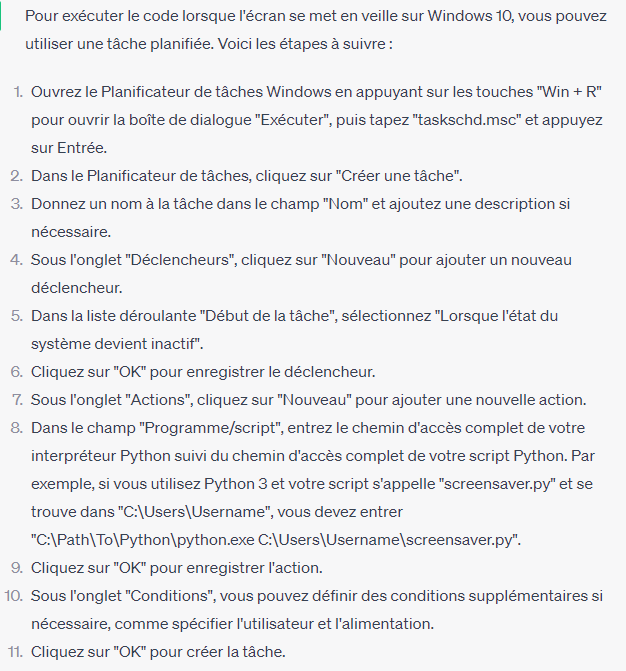 Pour exécuter le code lorsque l'écran se met en veille sur Windows 10, vous pouvez
utiliser une tâche planifiée. Voici les étapes à suivre :
1. Ouvrez le Planificateur de tâches Windows en appuyant sur les touches "Win + R"
pour ouvrir la boîte de dialogue "Exécuter", puis tapez "taskschd.msc" et appuyez
sur Entrée.
2. Dans le Planificateur de tâches, cliquez sur "Créer une tâche".
3. Donnez un nom à la tâche dans le champ "Nom" et ajoutez une description si
nécessaire.
4. Sous l'onglet "Déclencheurs", cliquez sur "Nouveau" pour ajouter un nouveau
déclencheur.
5. Dans la liste déroulante "Début de la tâche", sélectionnez "Lorsque l'état du
système devient inactif".
6. Cliquez sur "OK" pour enregistrer le déclencheur.
7. Sous l'onglet "Actions", cliquez sur "Nouveau" pour ajouter une nouvelle action.
8. Dans le champ "Programme/script", entrez le chemin d'accès complet de votre
interpréteur Python suivi du chemin d'accès complet de votre script Python. Par
exemple, si vous utilisez Python 3 et votre script s'appelle "screensaver.py" et se
trouve dans "C:\Users\Username", vous devez entrer
"C:\Path\To\Python\python.exe C:\Users\Username\screensaver.py".
9. Cliquez sur "OK" pour enregistrer l'action.
10. Sous l'onglet "Conditions", vous pouvez définir des conditions supplémentaires si
nécessaire, comme spécifier l'utilisateur et l'alimentation.
11. Cliquez sur "OK" pour créer la tâche.